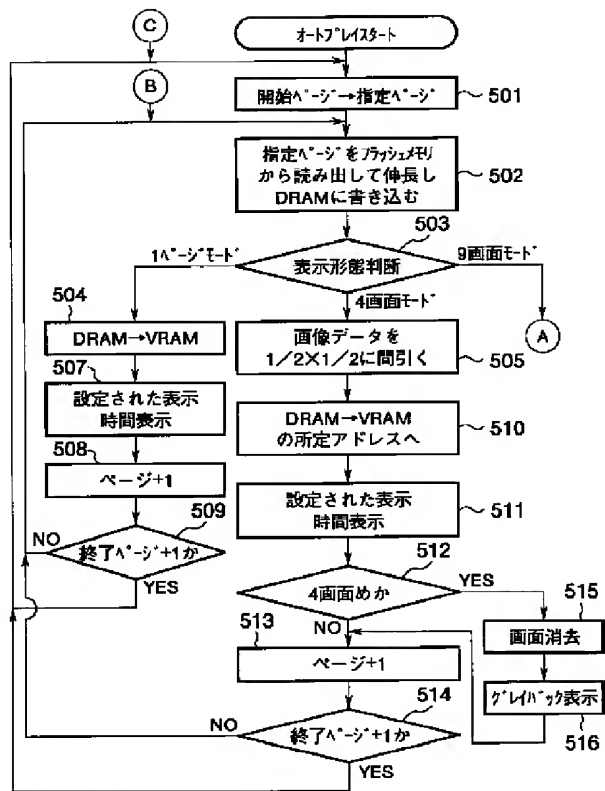 C
オートプレイスタート
B
開始ページ→指定ページ
501
指定ページをフラッシュメモリ
から読み出して伸長し
DRAMに書き込む
502
503
1ページモード
表示形態判断
9画面モード
504
4画面モード
A
DRAM→VRAM
画像データを
1/2×1/2に間引く
505
507
設定された表示
時間表示
DRAM→VRAM
の所定アドレスへ
510
508
ページ+1
設定された表示
時間表示
511
509
NO
終了ページ+1か
YES
512
4画面めか
YES
515
NO
画面消去
513
ページ+1
514
グレイバック表示
516
NO
終了ページ+1か
YES